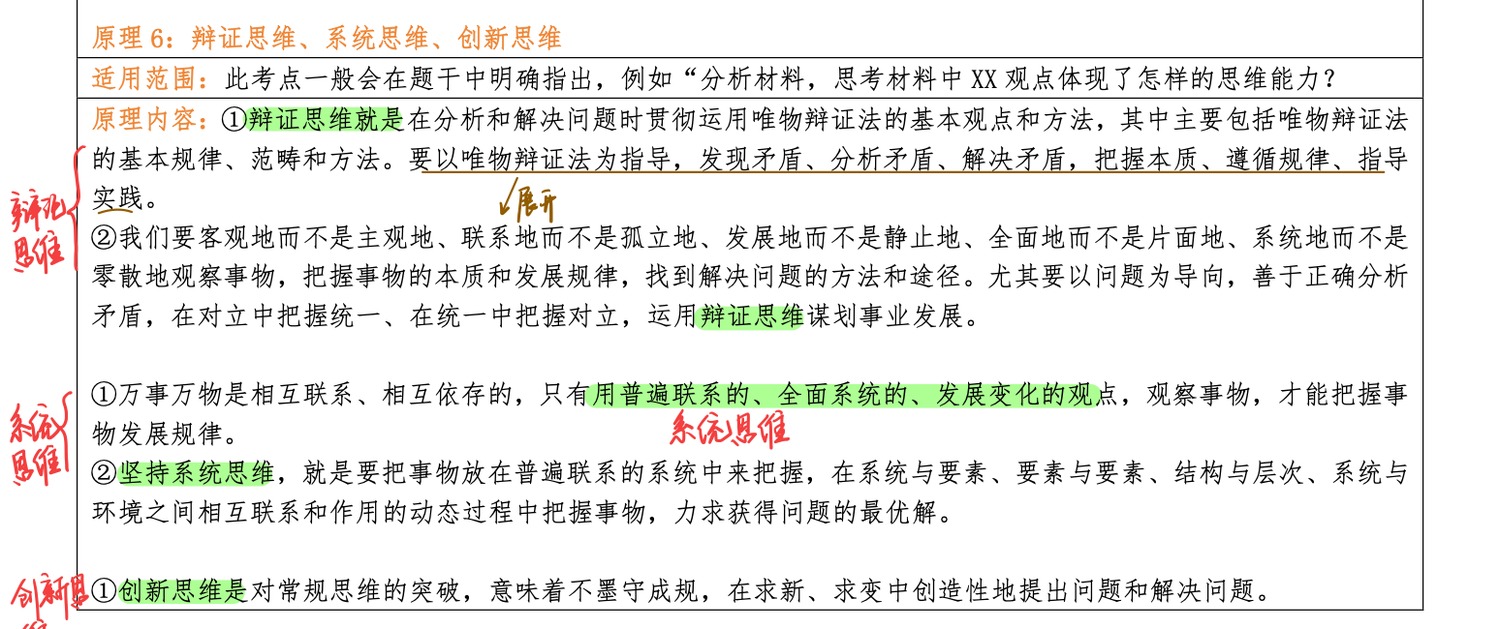 原理 6：辩证思维、系统思维、创新思维
适用范围：此考点一般会在题干中明确指出，例如“分析材料，思考材料中 XX 观点体现了怎样的思维能力？
原理内容：①辩证思维就是在分析和解决问题时贯彻运用唯物辩证法的基本观点和方法，其中主要包括唯物辩证法
的基本规律、范畴和方法。要以唯物辩证法为指导，发现矛盾、分析矛盾、解决矛盾，把握本质、遵循规律、指导
实践。
展开
辩证
思维
②我们要客观地而不是主观地、联系地而不是孤立地、发展地而不是静止地、全面地而不是片面地、系统地而不是
零散地观察事物，把握事物的本质和发展规律，找到解决问题的方法和途径。尤其要以问题为导向，善于正确分析
矛盾，在对立中把握统一、在统一中把握对立，运用辩证思维谋划事业发展。
①万事万物是相互联系、相互依存的，只有用普遍联系的、全面系统的、发展变化的观点，观察事物，才能把握事
物发展规律。
系统思维
系统
思维
②坚持系统思维，就是要把事物放在普遍联系的系统中来把握，在系统与要素、要素与要素、结构与层次、系统与
环境之间相互联系和作用的动态过程中把握事物，力求获得问题的最优解。
创新思
①创新思维是对常规思维的突破，意味着不墨守成规，在求新、求变中创造性地提出问题和解决问题。